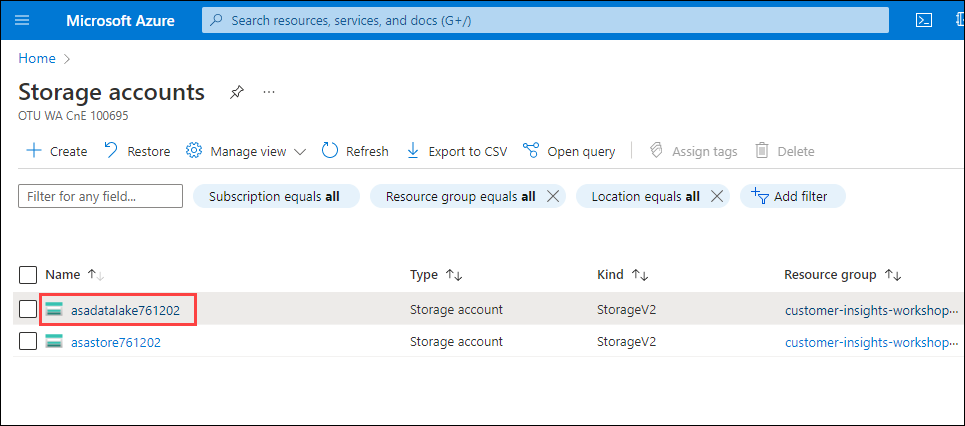 Microsoft Azure Search resources, services, and docs (G+/)
Home
Storage accounts ...
OTU WA CnE 100695
Create Restore Manage view Refresh Export to CSV Open query Assign tags Delete
Filter for any field... Subscription equals all Resource group equals all Location equals all Add filter
Name Type Kind Resource group
asadatalake761202 Storage account StorageV2 customer-insights-workshop...
asastore761202 Storage account StorageV2 customer-insights-workshop...